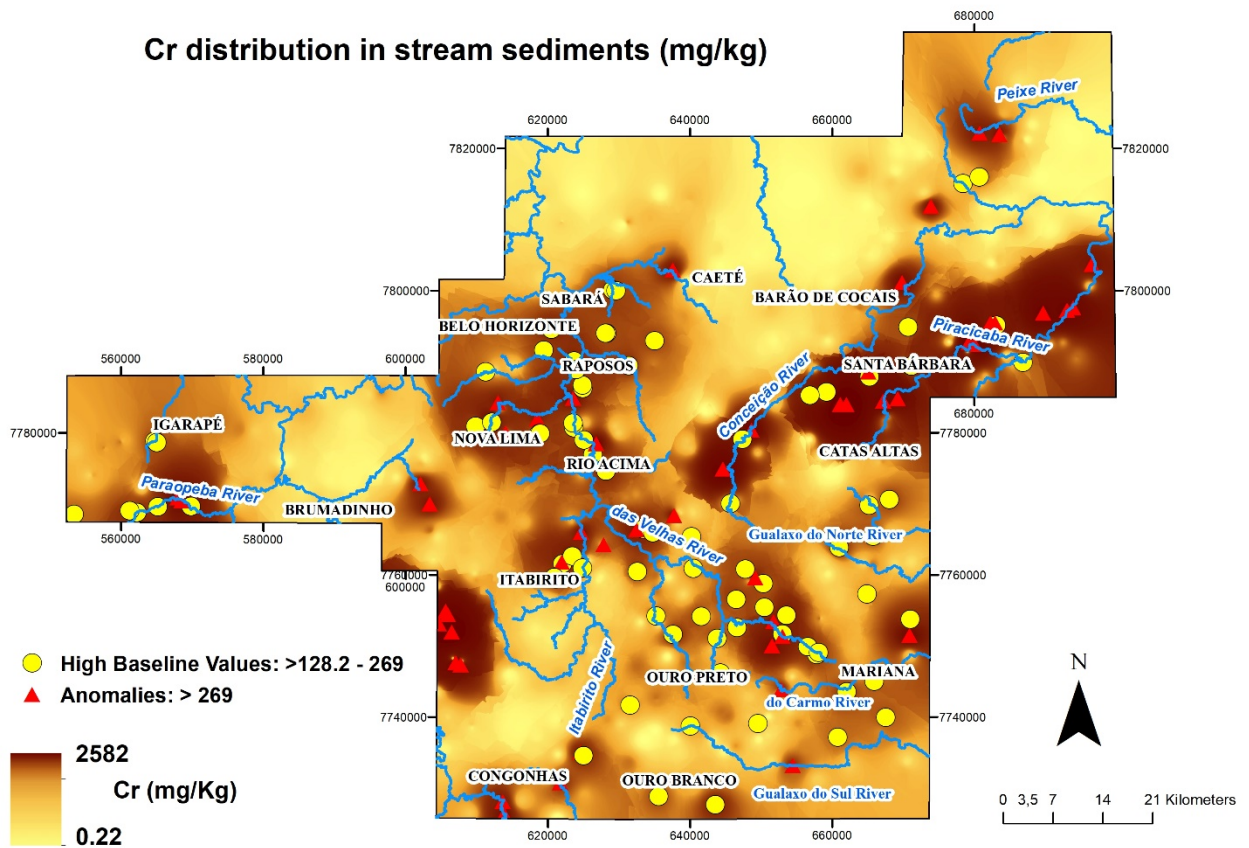 680000
Cr distribution in stream sediments (mg/kg)
Peixe River
620000 640000 660000
7820000 7820000
CAETÉ
SABARÁ
BARÃO DE COCAIS
7800000 7800000
BELO HORIZONTE
Piracicaba River
560000 580000 600000
RAPOSOS
SANTA BÁRBARA
Conceição River
680000
IGARAPÉ
7780000 7780000
NOVA LIMA
CATAS ALTAS
RIO ACIMA
Paraopeba River
BRUMADINHO
das Velhas River
Gualaxo do Norte River
560000 580000
ITABIRITO
7760000 7760000
600000
High Baseline Values: >128.2 - 269
Anomalies: > 269
Itabirito River
OURO PRETO
MARIANA
N
do Carmo River
7740000 7740000
2582
Cr (mg/Kg)
0.22
CONGONHAS
OURO BRANCO
Gualaxo do Sul River
0 3,5 7 14 21 Kilometers
620000 640000 660000